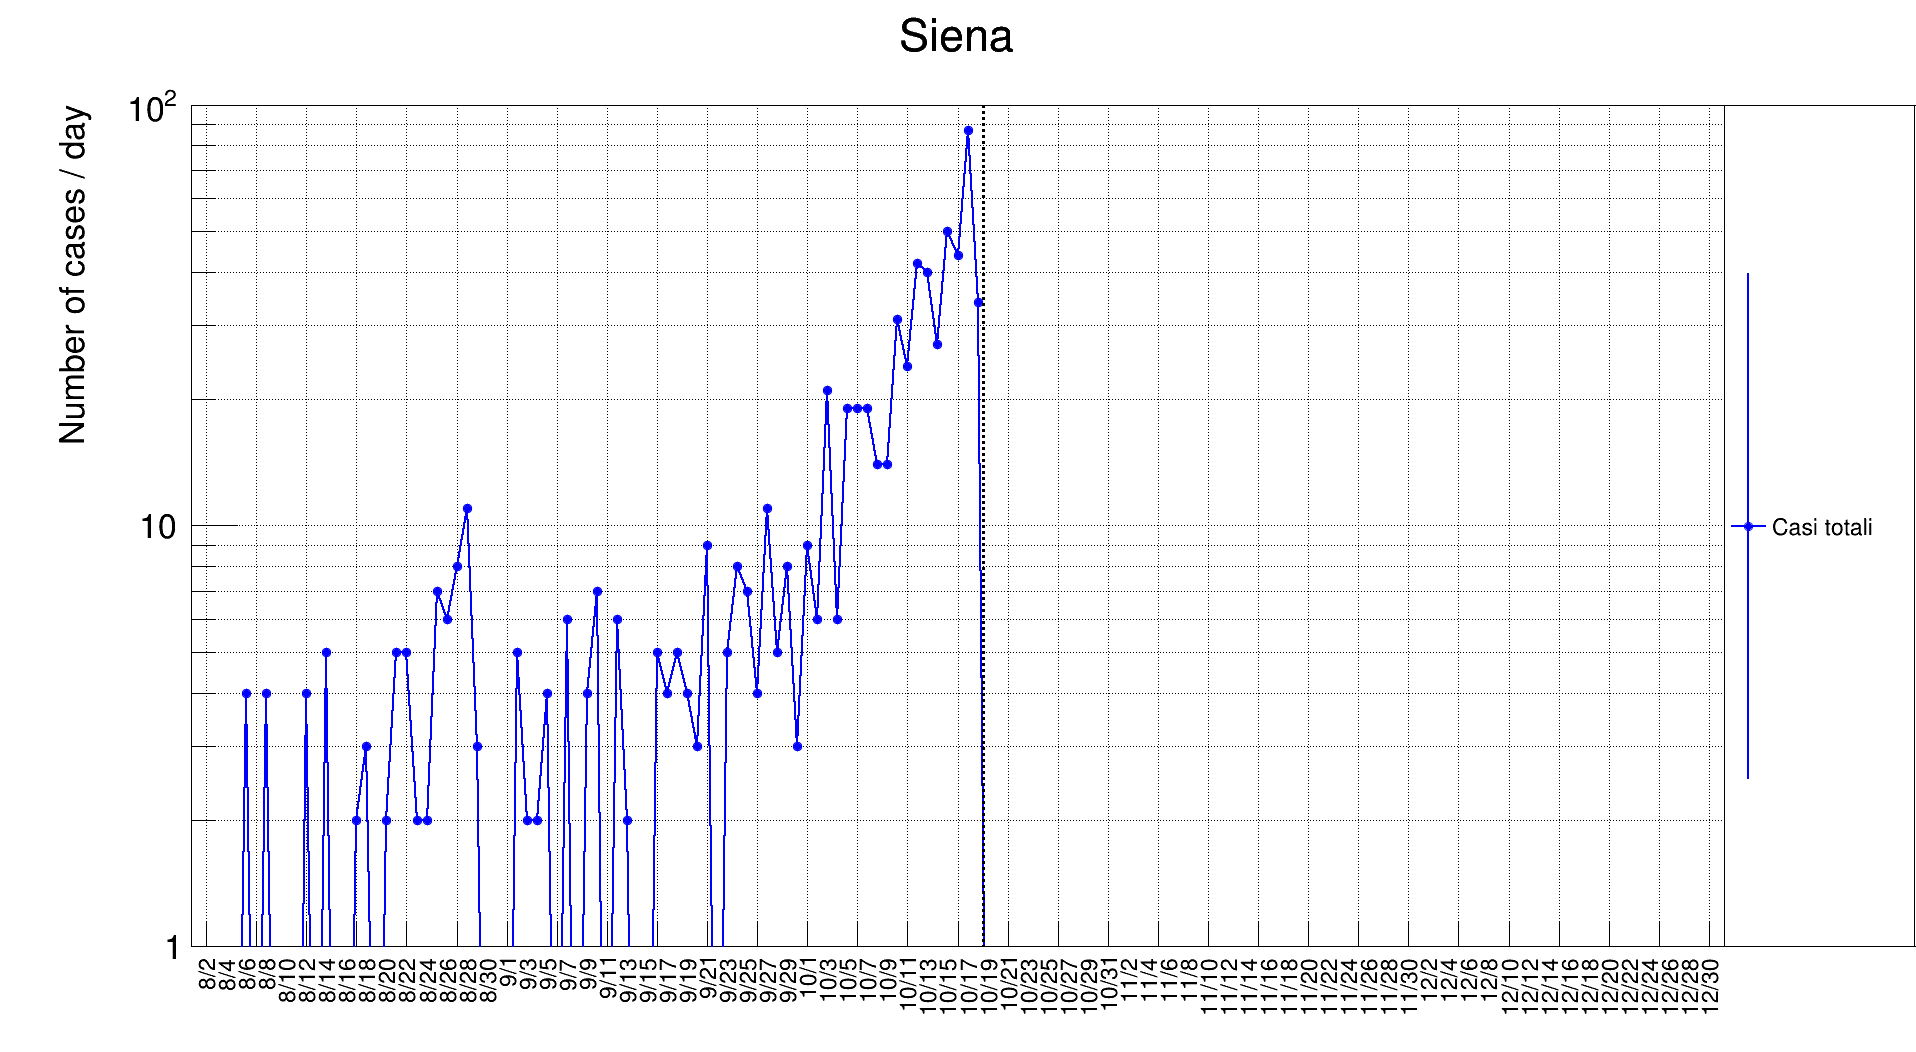 Siena
Number of cases / day
10²
10
1
8/2 8/4 8/6 8/8 8/10 8/12 8/14 8/16 8/18 8/20 8/22 8/24 8/26 8/28 8/30 9/1 9/3 9/5 9/7 9/9 9/11 9/13 9/15 9/17 9/19 9/21 9/23 9/25 9/27 9/29 10/1 10/3 10/5 10/7 10/9 10/11 10/13 10/15 10/17 10/19 10/21 10/23 10/25 10/27 10/29 10/31 11/2 11/4 11/6 11/8 11/10 11/12 11/14 11/16 11/18 11/20 11/22 11/24 11/26 11/28 11/30 12/2 12/4 12/6 12/8 12/10 12/12 12/14 12/16 12/18 12/20 12/22 12/24 12/26 12/28 12/30
Casi totali